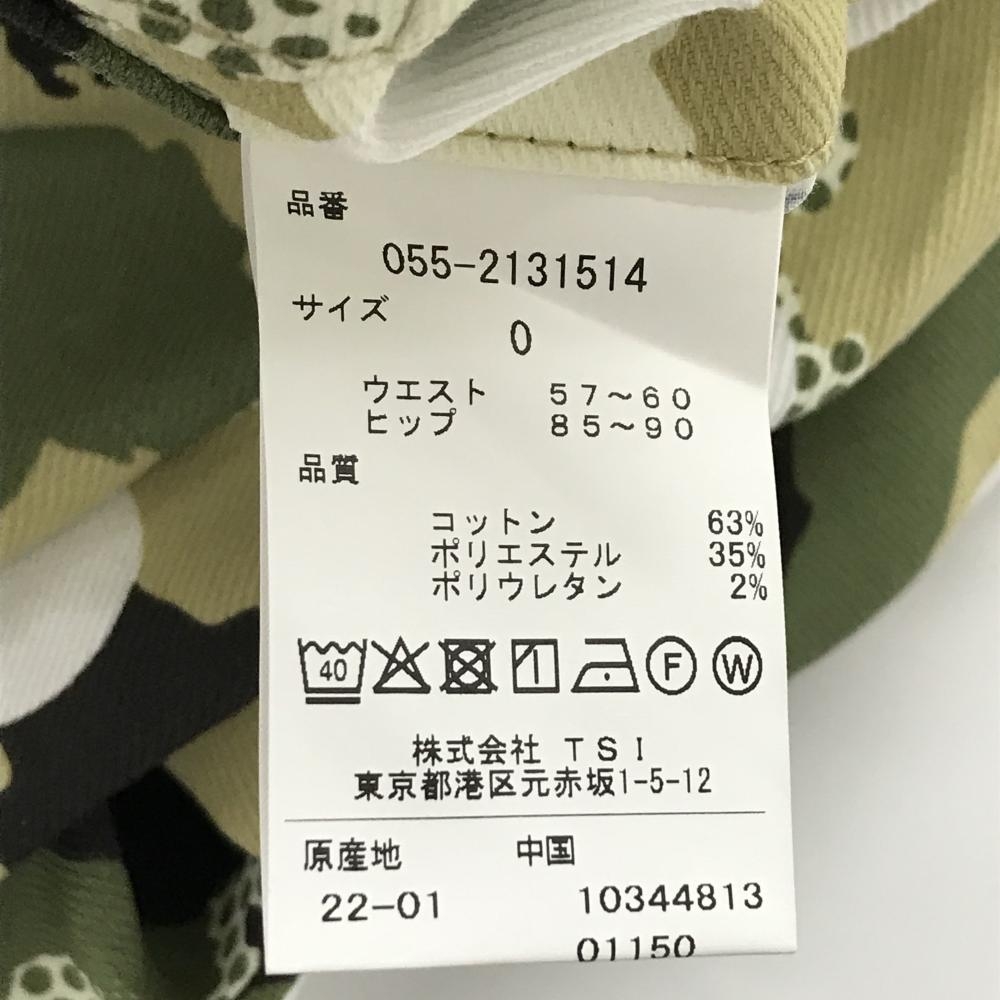 品番
055-2131514
サイズ
0
ウエスト 57～60
ヒップ 85～90
品質
コットン 63%
ポリエステル 35%
ポリウレタン 2%
40 F W
株式会社 TSI
東京都港区元赤坂1-5-12
原産地 中国
22-01 10344813
01150